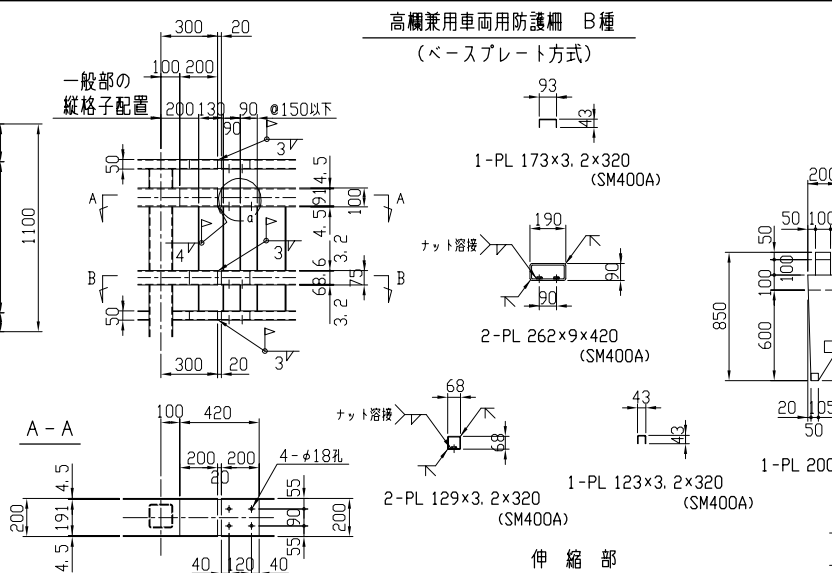 高欄兼用車両用防護柵 B種
(ベースプレート方式)
300 20
100 200
一般部の
縦格子配置
200 130 90 @150以下
90
50
3
4.5
A
91
100
A
a
4.5
1100
4
3
3.2
B
68.6
75
B
50
3.2
3
300 20
93
43
1-PL 173×3.2×320
(SM400A)
190
ナット溶接
90
90
2-PL 262×9×420
(SM400A)
200
50 100
50
100
100
850
600
20 105
50
1-PL 200
A-A
100 420
200 200
20
4-φ18孔
4.5
200
191
4.5
55
90
55
200
40 120 40
68
ナット溶接
68
2-PL 129×3.2×320
(SM400A)
43
43
1-PL 123×3.2×320
(SM400A)
伸縮部